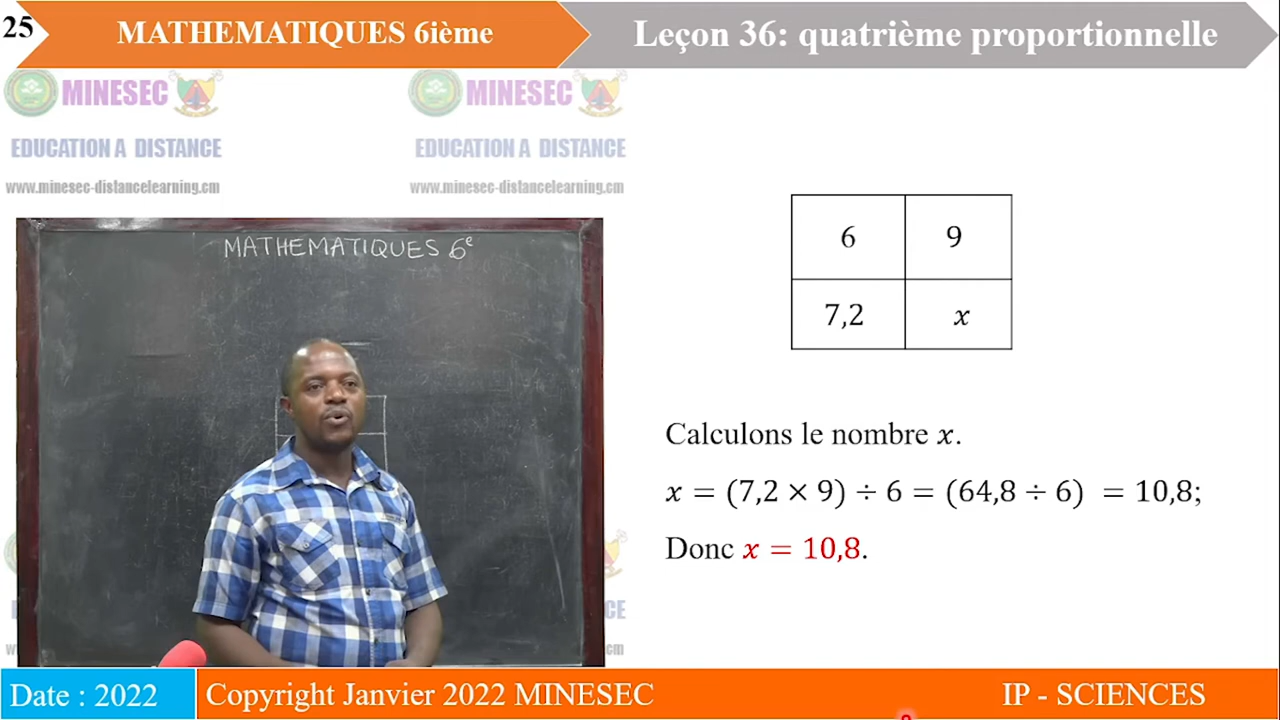 25
MATHEMATIQUES 6ième
Leçon 36: quatrième proportionnelle
MINESEC
EDUCATION A DISTANCE
www.minesec-distancelearning.cm
MINESEC
EDUCATION A DISTANCE
www.minesec-distancelearning.cm
MATHEMATIQUES 6e
6 9
7,2 x
Calculons le nombre x.
x = (7,2 × 9) ÷ 6 = (64,8 ÷ 6) = 10,8;
Donc x = 10,8.
Date : 2022
Copyright Janvier 2022 MINESEC
IP - SCIENCES